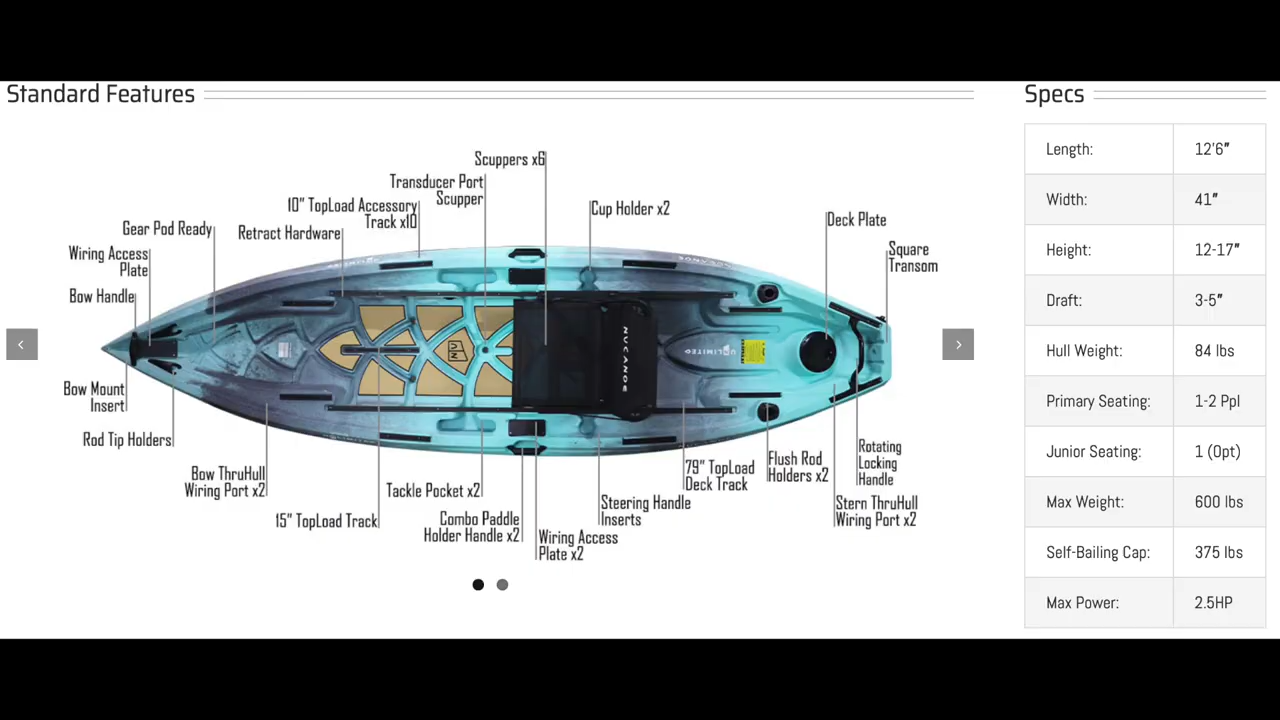 Standard Features
Specs
Scuppers x6
Transducer Port
Scupper
10" TopLoad Accessory
Track x10
Cup Holder x2
Gear Pod Ready
Retract Hardware
Deck Plate
Wiring Access
Plate
Square
Transom
Bow Handle
NUCANOE
UNLIMITED
Bow Mount
Insert
Rod Tip Holders
Bow ThruHull
Wiring Port x2
15" TopLoad Track
Tackle Pocket x2
Combo Paddle
Holder Handle x2
Wiring Access
Plate x2
Steering Handle
Inserts
79" TopLoad
Deck Track
Flush Rod
Holders x2
Rotating
Locking
Handle
Stern ThruHull
Wiring Port x2
Length: 12'6"
Width: 41"
Height: 12-17"
Draft: 3-5"
Hull Weight: 84 lbs
Primary Seating: 1-2 Ppl
Junior Seating: 1 (Opt)
Max Weight: 600 lbs
Self-Bailing Cap: 375 lbs
Max Power: 2.5HP